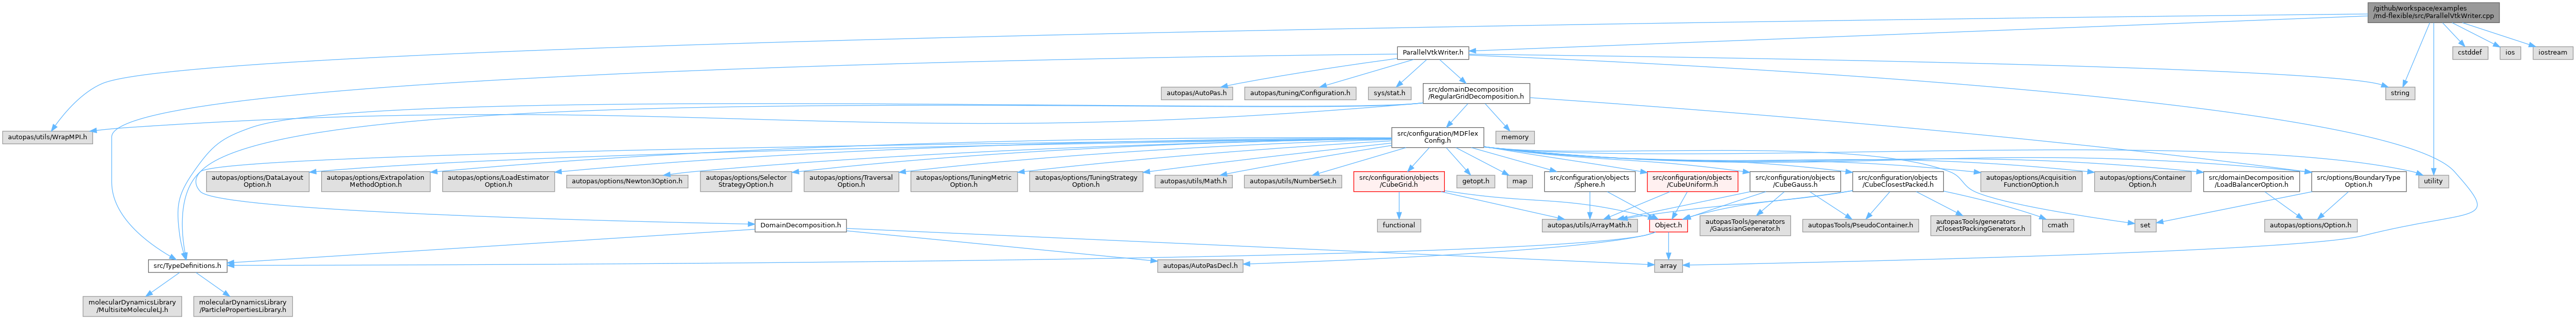 /github/workspace/examples
/md-flexible/src/ParallelVtkWriter.cpp
ParallelVtkWriter.h
cstddef
ios
iostream
autopas/AutoPas.h
autopas/tuning/Configuration.h
sys/stat.h
src/domainDecomposition
/RegularGridDecomposition.h
string
autopas/utils/WrapMPI.h
src/configuration/MDFlex
Config.h
memory
autopas/options/DataLayout
Option.h
autopas/options/Extrapolation
MethodOption.h
autopas/options/LoadEstimator
Option.h
autopas/options/Newton3Option.h
autopas/options/Selector
StrategyOption.h
autopas/options/Traversal
Option.h
autopas/options/TuningMetric
Option.h
autopas/options/TuningStrategy
Option.h
autopas/utils/Math.h
autopas/utils/NumberSet.h
src/configuration/objects
/CubeGrid.h
getopt.h
map
src/configuration/objects
/Sphere.h
src/configuration/objects
/CubeUniform.h
src/configuration/objects
/CubeGauss.h
src/configuration/objects
/CubeClosestPacked.h
autopas/options/Acquisition
FunctionOption.h
autopas/options/Container
Option.h
src/domainDecomposition
/LoadBalancerOption.h
src/options/BoundaryType
Option.h
utility
DomainDecomposition.h
functional
autopas/utils/ArrayMath.h
Object.h
autopasTools/generators
/GaussianGenerator.h
autopasTools/PseudoContainer.h
autopasTools/generators
/ClosestPackingGenerator.h
cmath
set
autopas/options/Option.h
src/TypeDefinitions.h
autopas/AutoPasDecl.h
array
molecularDynamicsLibrary
/MultisiteMoleculeLJ.h
molecularDynamicsLibrary
/ParticlePropertiesLibrary.h